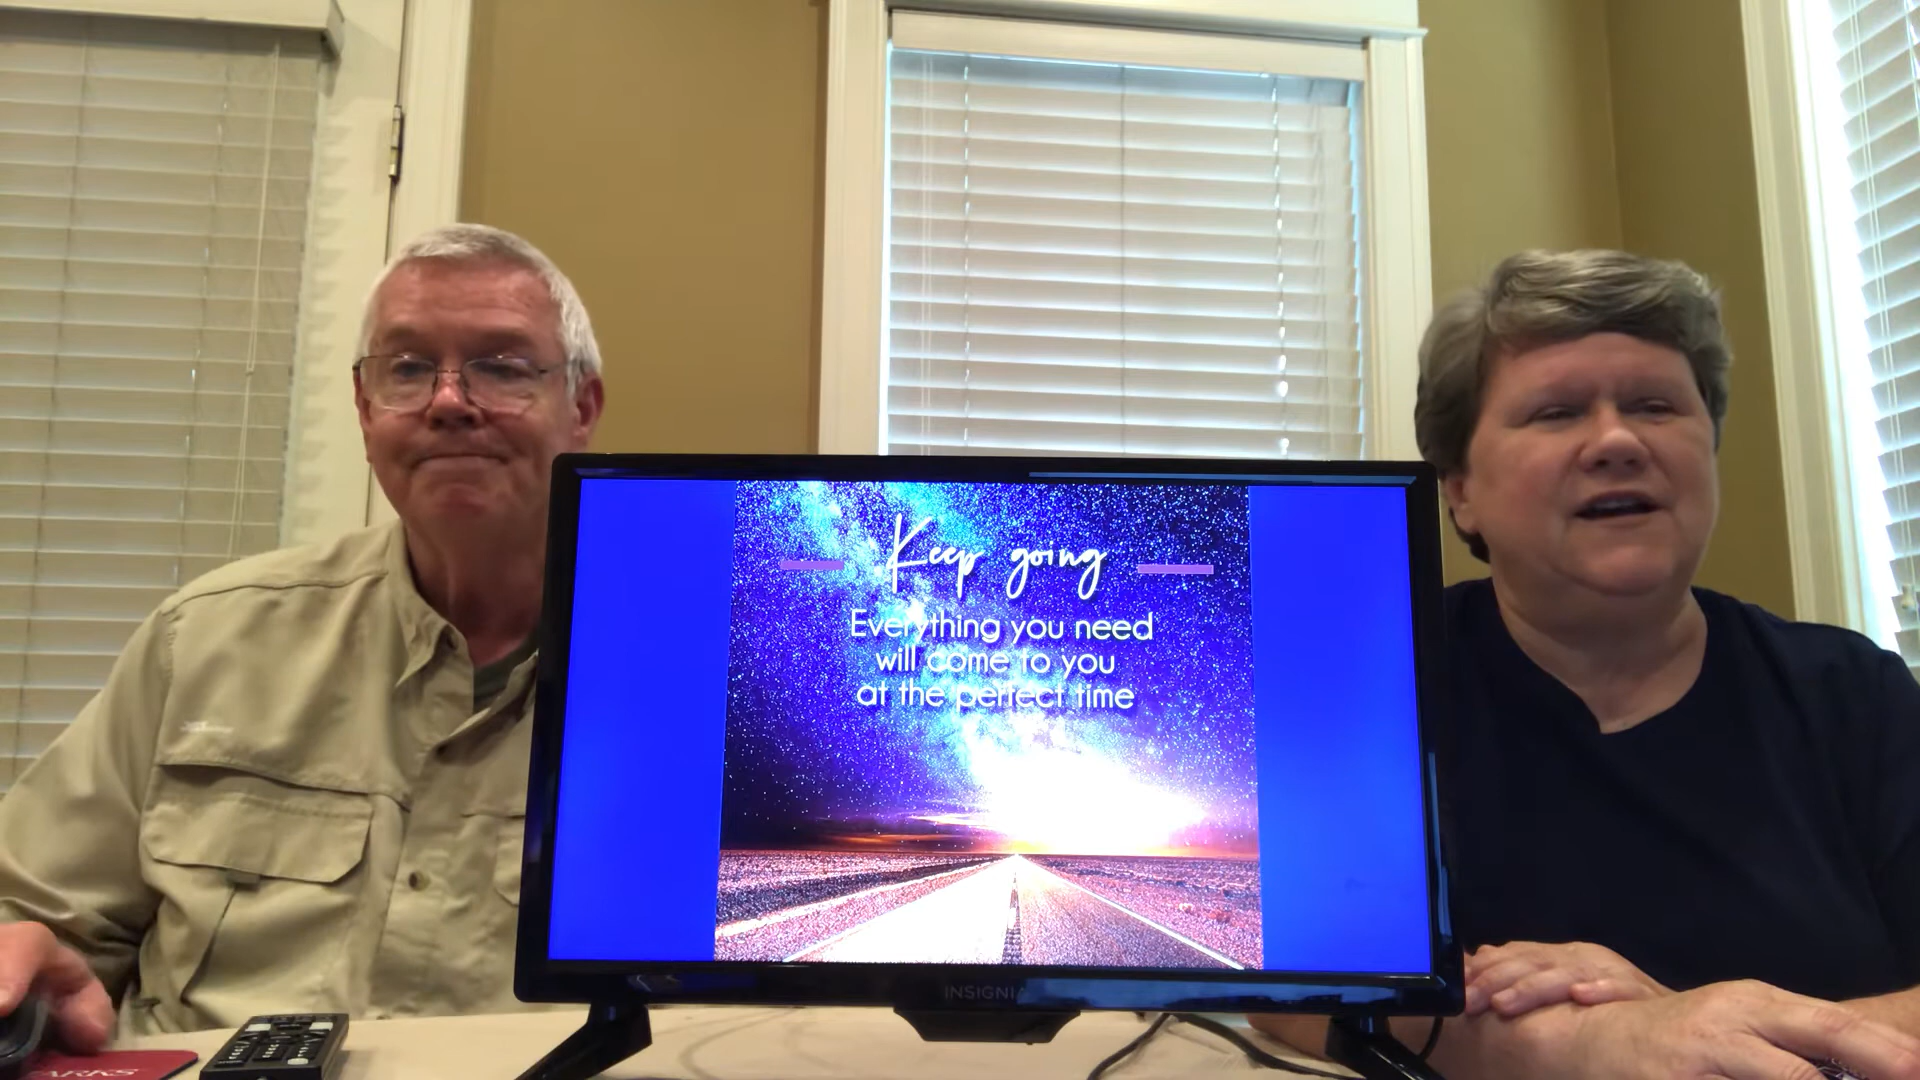 Keep going
Everything you need
will come to you
at the perfect time
INSIGNIA